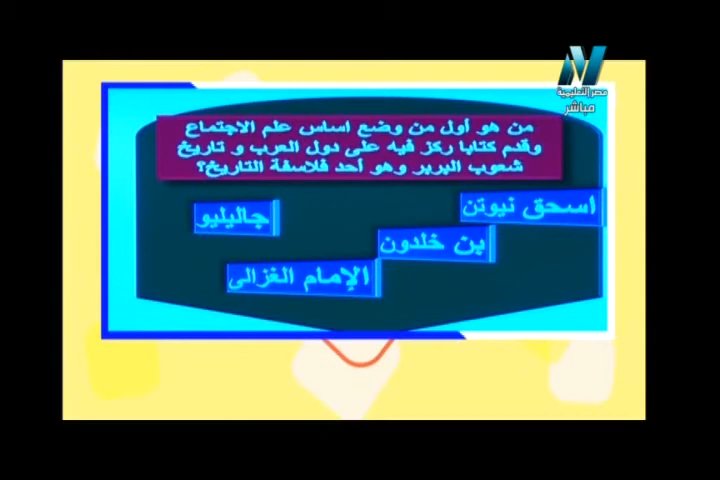 مصر التعليمية
مباشر
من هو أول من وضع اساس علم الاجتماع
وقدم كتابا ركز فيه على دول العرب و تاريخ
شعوب البربر وهو أحد فلاسفة التاريخ؟
اسحق نيوتن
جاليليو
بن خلدون
الإمام الغزالى